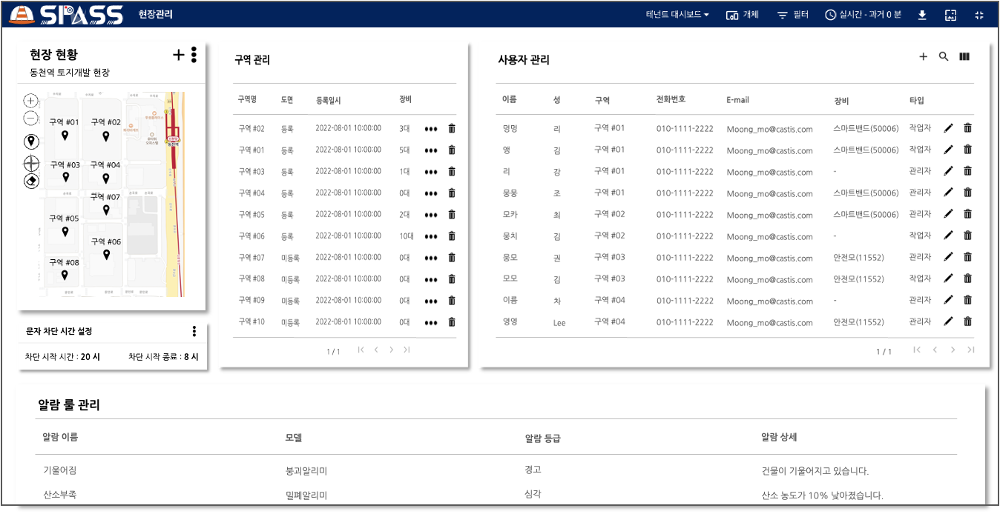 SPASS 현장관리 테넌트 대시보드 개체 필터 실시간 - 과거 0 분
현장 현황
동천역 토지개발 현장
구역 #01 구역 #02
동천역
구역 #03 구역 #04
구역 #07
구역 #05
구역 #06
구역 #08
문자 차단 시간 설정
차단 시작 시간 : 20 시 차단 시작 종료 : 8 시
구역 관리
구역명 도면 등록일시 장비
구역 #02 등록 2022-08-01 10:00:00 3대
구역 #01 등록 2022-08-01 10:00:00 5대
구역 #03 등록 2022-08-01 10:00:00 1대
구역 #04 등록 2022-08-01 10:00:00 0대
구역 #05 등록 2022-08-01 10:00:00 2대
구역 #06 등록 2022-08-01 10:00:00 10대
구역 #07 미등록 2022-08-01 10:00:00 0대
구역 #08 미등록 2022-08-01 10:00:00 0대
구역 #09 미등록 2022-08-01 10:00:00 0대
구역 #10 미등록 2022-08-01 10:00:00 0대
1 / 1
사용자 관리
이름 성 구역 전화번호 E-mail 장비 타입
멍멍 리 구역 #01 010-1111-2222 Moong_mo@castis.com 스마트밴드(50006) 작업자
앵 김 구역 #01 010-1111-2222 Moong_mo@castis.com 스마트밴드(50006) 작업자
리 강 구역 #01 010-1111-2222 Moong_mo@castis.com - 관리자
뭉뭉 조 구역 #01 010-1111-2222 Moong_mo@castis.com 스마트밴드(50006) 관리자
모카 최 구역 #02 010-1111-2222 Moong_mo@castis.com 스마트밴드(50006) 관리자
뭉치 김 구역 #02 010-1111-2222 Moong_mo@castis.com - 작업자
뭉모 권 구역 #03 010-1111-2222 Moong_mo@castis.com 안전모(11552) 관리자
모모 김 구역 #03 010-1111-2222 Moong_mo@castis.com 안전모(11552) 작업자
이름 차 구역 #04 010-1111-2222 Moong_mo@castis.com - 관리자
영영 Lee 구역 #04 010-1111-2222 Moong_mo@castis.com 안전모(11552) 관리자
1 / 1
알람 룰 관리
알람 이름 모델 알람 등급 알람 상세
기울어짐 붕괴알리미 경고 건물이 기울어지고 있습니다.
산소부족 밀폐알리미 심각 산소 농도가 10% 낮아졌습니다.